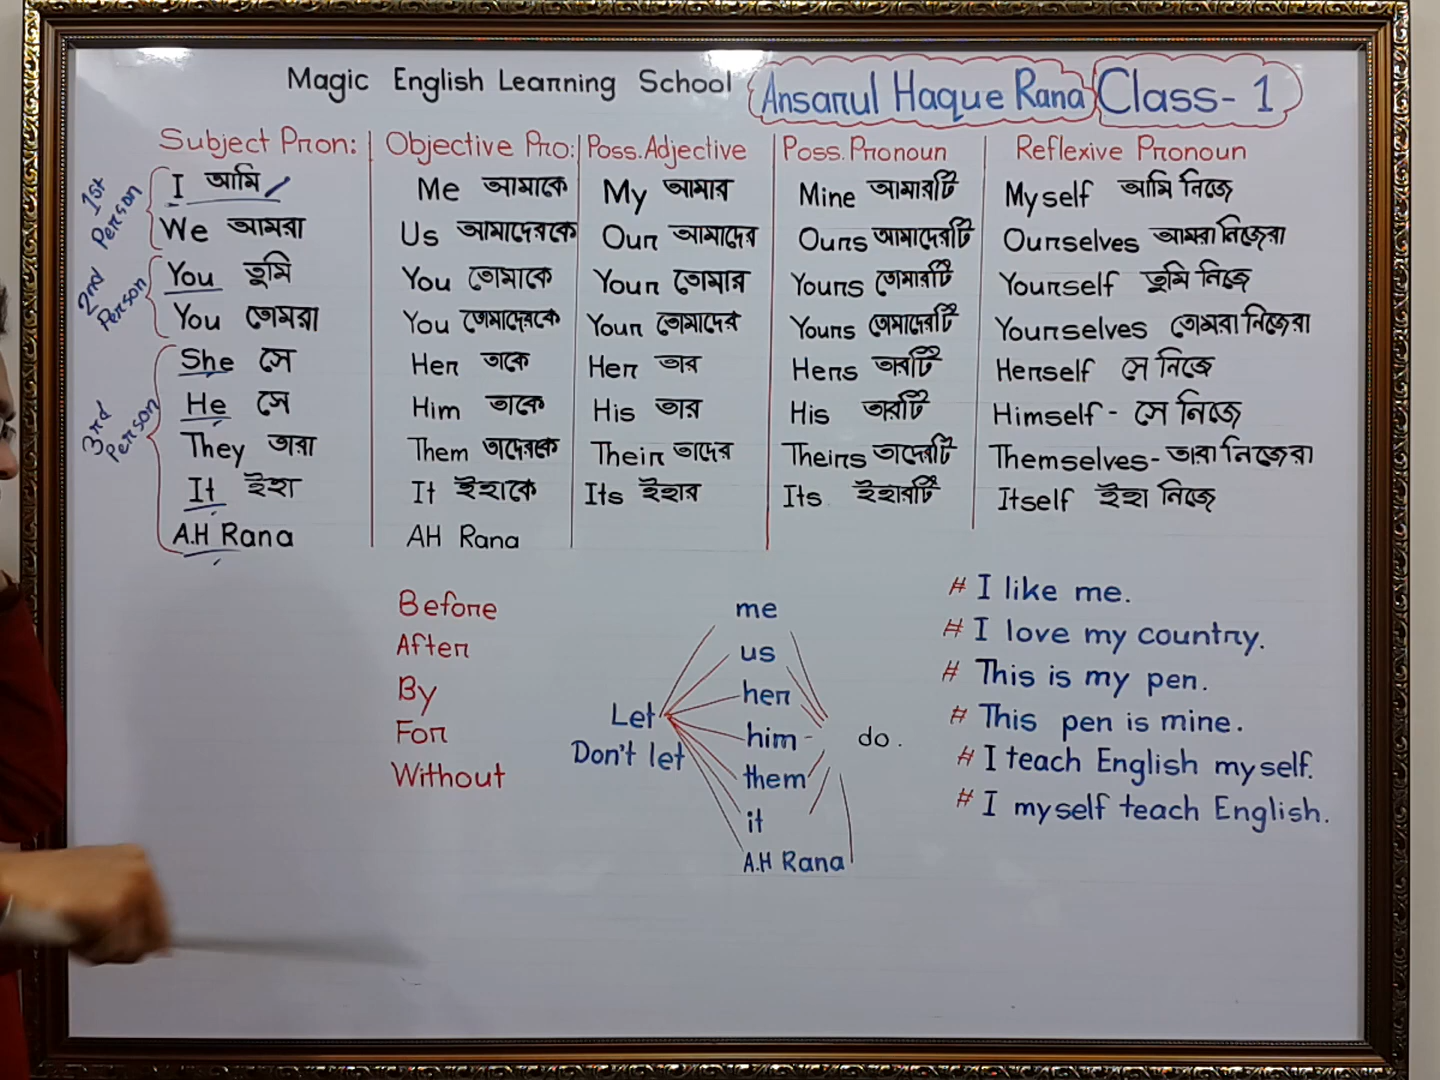 Magic English Learning School Ansarul Haque Rana Class- 1
Subject Pron: Objective Pro: Poss. Adjective Poss. Pronoun Reflexive Pronoun
1st Person
I আমি Me আমাকে My আমার Mine আমারটি Myself আমি নিজে
We আমরা Us আমাদেরকে Our আমাদের Ours আমাদেরটি Ourselves আমরা নিজেরা
2nd Person
You তুমি You তোমাকে Your তোমার Yours তোমারটি Yourself তুমি নিজে
You তোমরা You তোমাদেরকে Your তোমাদের Yours তোমাদেরটি Yourselves তোমরা নিজেরা
3rd Person
She সে Her তাকে Her তার Hers তারটি Herself সে নিজে
He সে Him তাকে His তার His তারটি Himself - সে নিজে
They তারা Them তাদেরকে Their তাদের Theirs তাদেরটি Themselves - তারা নিজেরা
It ইহা It ইহাকে Its ইহার Its ইহারটি Itself ইহা নিজে
A.H Rana AH Rana
Before
After
By
For
Without
Let
Don't let
me
us
her
him -
them
it
A.H Rana
do.
# I like me.
# I love my country.
# This is my pen.
# This pen is mine.
# I teach English myself.
# I myself teach English.